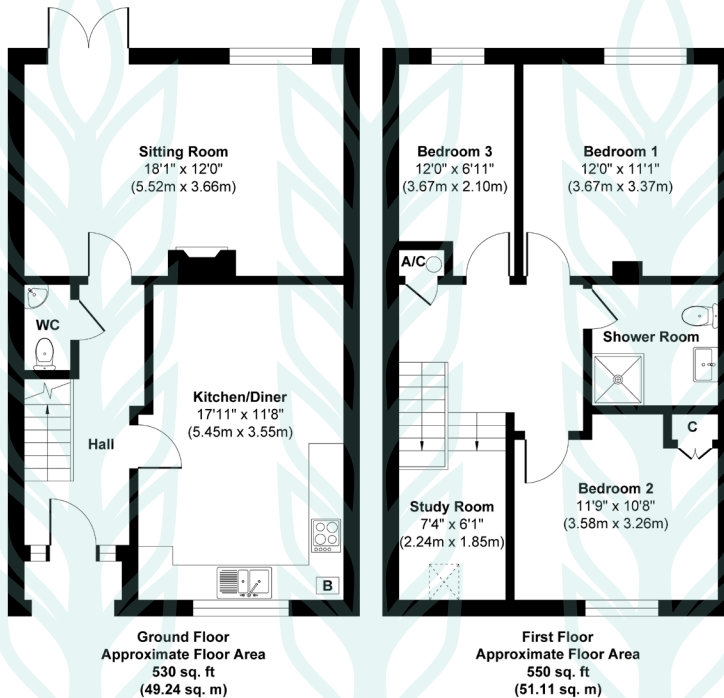 Sitting Room
18'1" x 12'0"
(5.52m x 3.66m)
WC
Kitchen/Diner
17'11" x 11'8"
(5.45m x 3.55m)
Hall
B
Ground Floor
Approximate Floor Area
530 sq. ft
(49.24 sq. m)
Bedroom 3
12'0" x 6'11"
(3.67m x 2.10m)
Bedroom 1
12'0" x 11'1"
(3.67m x 3.37m)
A/C
Shower Room
C
Bedroom 2
11'9" x 10'8"
(3.58m x 3.26m)
Study Room
7'4" x 6'1"
(2.24m x 1.85m)
First Floor
Approximate Floor Area
550 sq. ft
(51.11 sq. m)